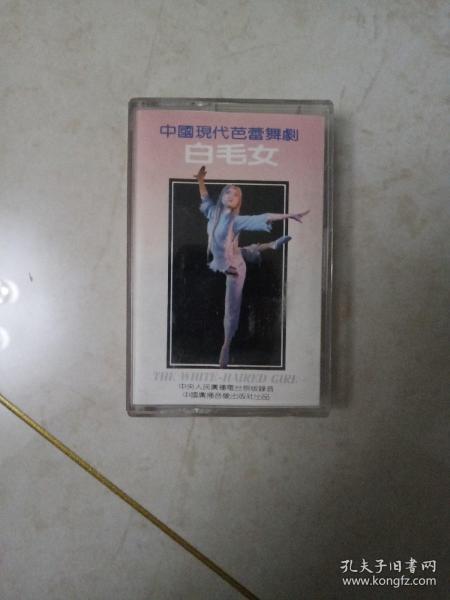 中國現代芭蕾舞劇
白毛女
THE WHITE-HAIRED GIRL
中央人民廣播電台原版錄音
中國廣播音像出版社出品
孔夫子旧书网
www.kongfz.com